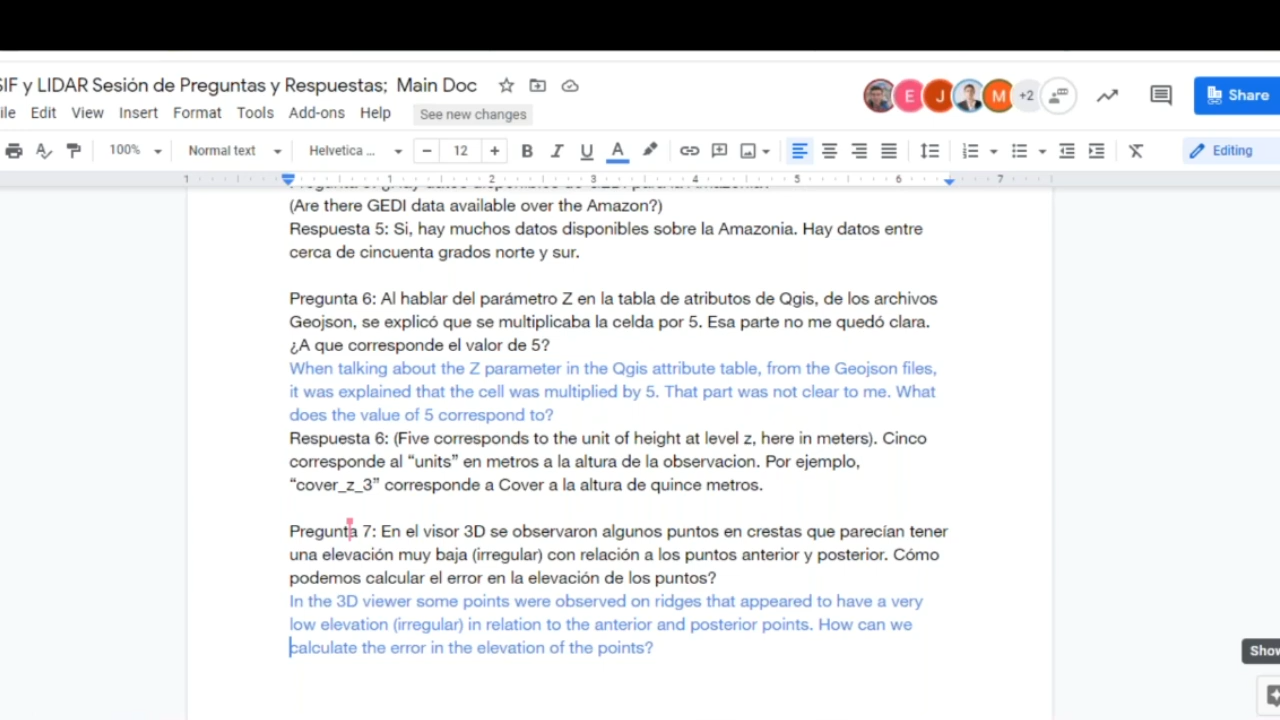 SIF y LIDAR Sesión de Preguntas y Respuestas; Main Doc
ile Edit View Insert Format Tools Add-ons Help See new changes
E J M +2 Share
100% Normal text Helvetica ... − 12 + B I U A Editing
1 1 2 3 4 5 6 7
(Are there GEDI data available over the Amazon?)
Respuesta 5: Si, hay muchos datos disponibles sobre la Amazonia. Hay datos entre
cerca de cincuenta grados norte y sur.
Pregunta 6: Al hablar del parámetro Z en la tabla de atributos de Qgis, de los archivos
Geojson, se explicó que se multiplicaba la celda por 5. Esa parte no me quedó clara.
¿A que corresponde el valor de 5?
When talking about the Z parameter in the Qgis attribute table, from the Geojson files,
it was explained that the cell was multiplied by 5. That part was not clear to me. What
does the value of 5 correspond to?
Respuesta 6: (Five corresponds to the unit of height at level z, here in meters). Cinco
corresponde al “units” en metros a la altura de la observacion. Por ejemplo,
“cover_z_3” corresponde a Cover a la altura de quince metros.
Pregunta 7: En el visor 3D se observaron algunos puntos en crestas que parecían tener
una elevación muy baja (irregular) con relación a los puntos anterior y posterior. Cómo
podemos calcular el error en la elevación de los puntos?
In the 3D viewer some points were observed on ridges that appeared to have a very
low elevation (irregular) in relation to the anterior and posterior points. How can we
calculate the error in the elevation of the points?
Show